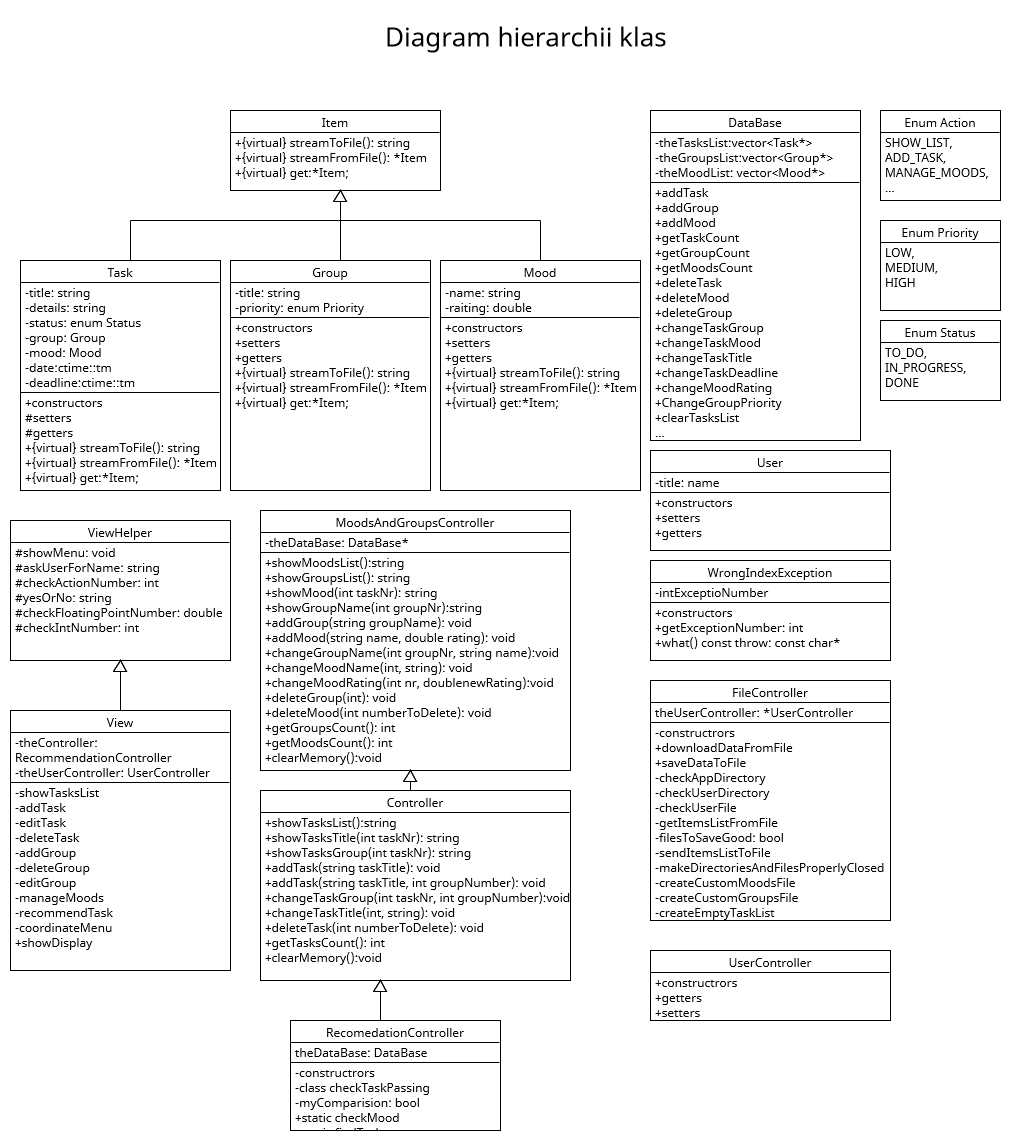 Diagram hierarchii klas
Item
+{virtual} streamToFile(): string
+{virtual} streamFromFile(): *Item
+{virtual} get:*Item;
DataBase
-theTasksList:vector<Task*>
-theGroupsList:vector<Group*>
-theMoodList: vector<Mood*>
+addTask
+addGroup
+addMood
+getTaskCount
+getGroupCount
+getMoodsCount
+deleteTask
+deleteMood
+deleteGroup
+changeTaskGroup
+changeTaskMood
+changeTaskTitle
+changeTaskDeadline
+changeMoodRating
+ChangeGroupPriority
+clearTasksList
...
Enum Action
SHOW_LIST,
ADD_TASK,
MANAGE_MOODS,
...
Enum Priority
LOW,
MEDIUM,
HIGH
Enum Status
TO_DO,
IN_PROGRESS,
DONE
Task
-title: string
-details: string
-status: enum Status
-group: Group
-mood: Mood
-date:ctime::tm
-deadline:ctime::tm
+constructors
#setters
#getters
+{virtual} streamToFile(): string
+{virtual} streamFromFile(): *Item
+{virtual} get:*Item;
Group
-title: string
-priority: enum Priority
+constructors
+setters
+getters
+{virtual} streamToFile(): string
+{virtual} streamFromFile(): *Item
+{virtual} get:*Item;
Mood
-name: string
-raiting: double
+constructors
+setters
+getters
+{virtual} streamToFile(): string
+{virtual} streamFromFile(): *Item
+{virtual} get:*Item;
User
-title: name
+constructors
+setters
+getters
ViewHelper
#showMenu: void
#askUserForName: string
#checkActionNumber: int
#yesOrNo: string
#checkFloatingPointNumber: double
#checkIntNumber: int
MoodsAndGroupsController
-theDataBase: DataBase*
+showMoodsList():string
+showGroupsList(): string
+showMood(int taskNr): string
+showGroupName(int groupNr):string
+addGroup(string groupName): void
+addMood(string name, double rating): void
+changeGroupName(int groupNr, string name):void
+changeMoodName(int, string): void
+changeMoodRating(int nr, doublenewRating):void
+deleteGroup(int): void
+deleteMood(int numberToDelete): void
+getGroupsCount(): int
+getMoodsCount(): int
+clearMemory():void
WrongIndexException
-intExceptioNumber
+constructors
+getExceptionNumber: int
+what() const throw: const char*
View
-theController:
RecommendationController
-theUserController: UserController
-showTasksList
-addTask
-editTask
-deleteTask
-addGroup
-deleteGroup
-editGroup
-manageMoods
-recommendTask
-coordinateMenu
+showDisplay
Controller
+showTasksList():string
+showTasksTitle(int taskNr): string
+showTasksGroup(int taskNr): string
+addTask(string taskTitle): void
+addTask(string taskTitle, int groupNumber): void
+changeTaskGroup(int taskNr, int groupNumber):void
+changeTaskTitle(int, string): void
+deleteTask(int numberToDelete): void
+getTasksCount(): int
+clearMemory():void
FileController
theUserController: *UserController
-constructrors
+downloadDataFromFile
+saveDataToFile
-checkAppDirectory
-checkUserDirectory
-checkUserFile
-getItemsListFromFile
-filesToSaveGood: bool
-sendItemsListToFile
-makeDirectoriesAndFilesProperlyClosed
-createCustomMoodsFile
-createCustomGroupsFile
-createEmptyTaskList
UserController
+constructrors
+getters
+setters
RecomedationController
theDataBase: DataBase
-constructrors
-class checkTaskPassing
-myComparision: bool
+static checkMood